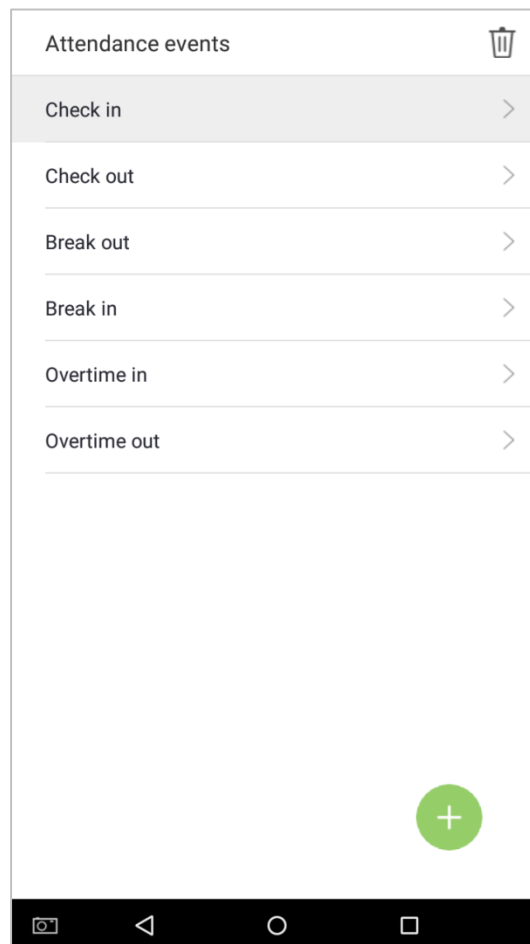 Attendance events
Check in
Check out
Break out
Break in
Overtime in
Overtime out